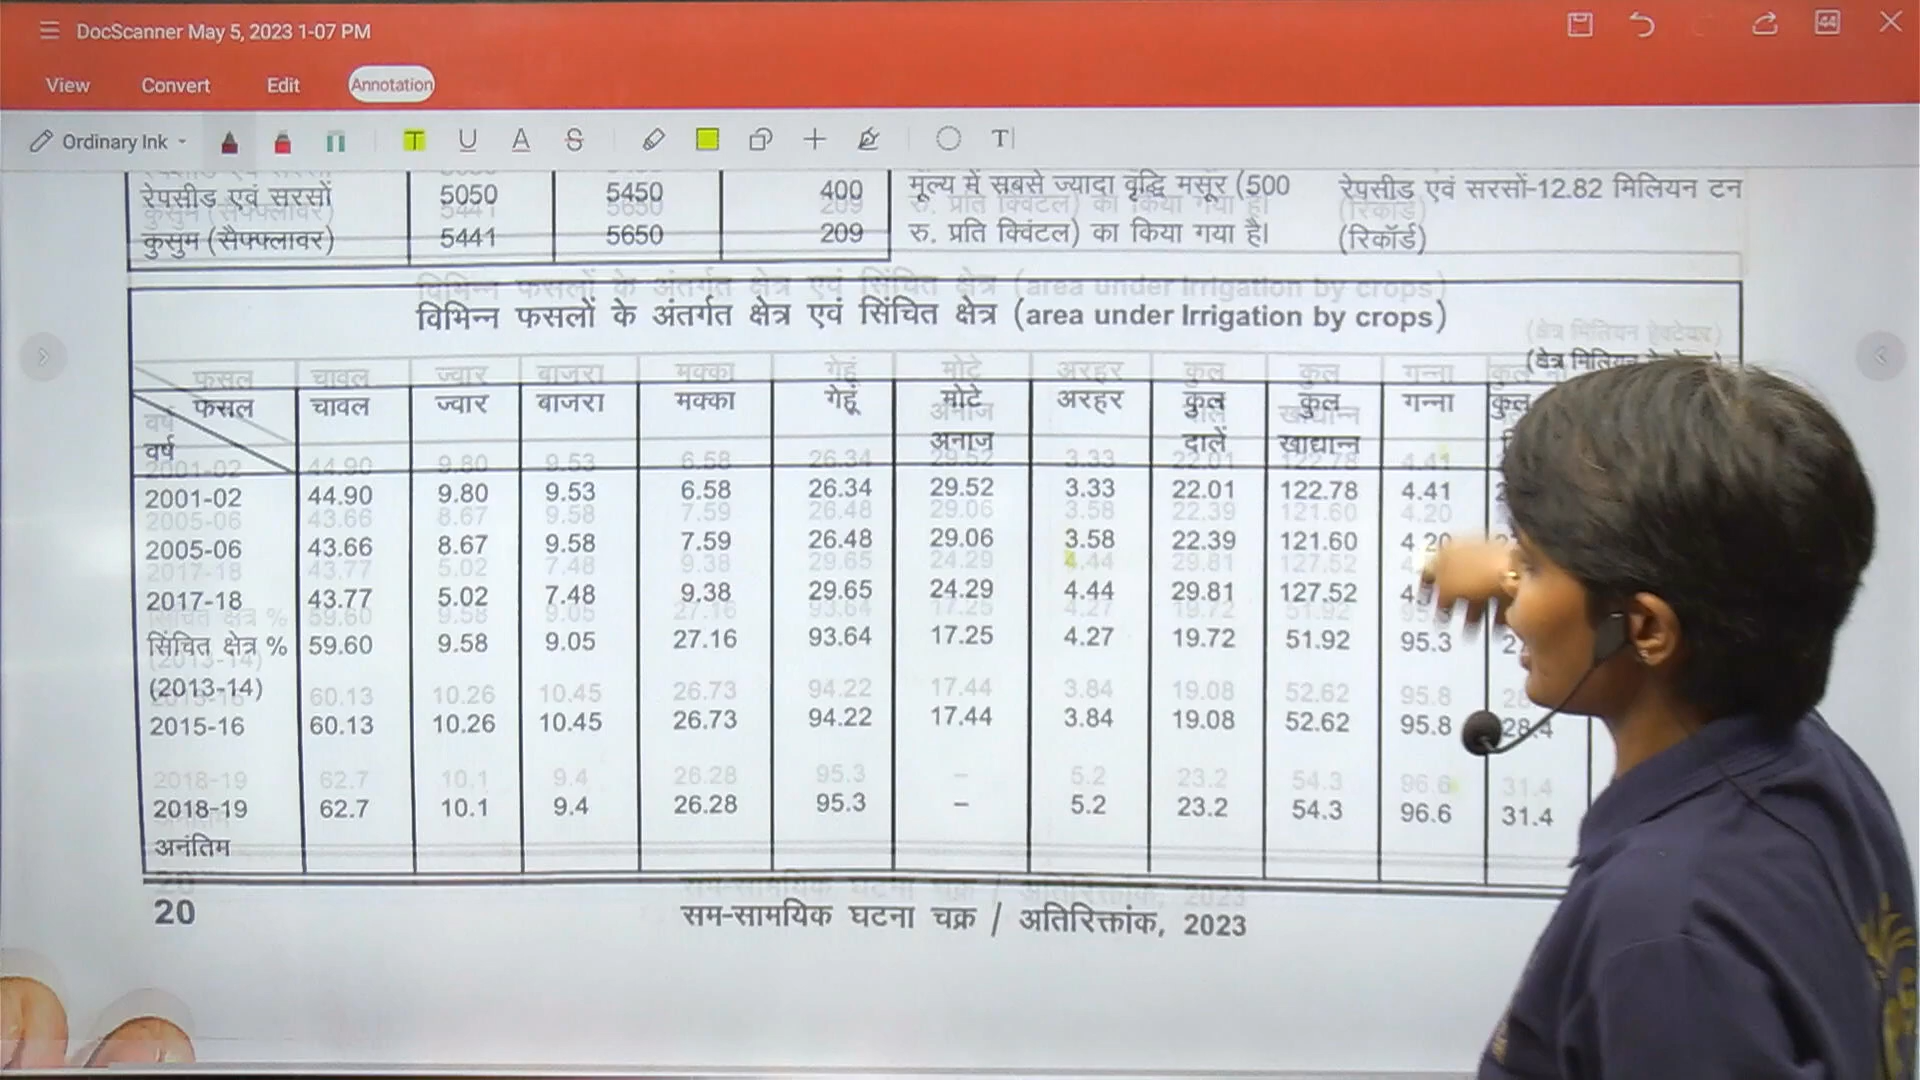 DocScanner May 5, 2023 1-07 PM
View Convert Edit Annotation
Ordinary Ink
रेपसीड एवं सरसों 5050 5450 400 मूल्य में सबसे ज्यादा वृद्धि मसूर (500 रेपसीड एवं सरसों-12.82 मिलियन टन
कुसुम (सैफ्फ्लावर) 5441 5650 209 रु. प्रति क्विंटल) का किया गया है। (रिकॉर्ड)
विभिन्न फसलों के अंतर्गत क्षेत्र एवं सिंचित क्षेत्र (area under Irrigation by crops)
(क्षेत्र मिलियन
फसल चावल ज्वार बाजरा मक्का गेहूं मोटे अरहर कुल कुल गन्ना कुल
वर्ष अनाज दालें खाद्यान्न
2001-02 44.90 9.80 9.53 6.58 26.34 29.52 3.33 22.01 122.78 4.41
2005-06 43.66 8.67 9.58 7.59 26.48 29.06 3.58 22.39 121.60 4.20
2017-18 43.77 5.02 7.48 9.38 29.65 24.29 4.44 29.81 127.52
सिंचित क्षेत्र % 59.60 9.58 9.05 27.16 93.64 17.25 4.27 19.72 51.92 95.3
(2013-14)
2015-16 60.13 10.26 10.45 26.73 94.22 17.44 3.84 19.08 52.62 95.8 28.4
2018-19 62.7 10.1 9.4 26.28 95.3 – 5.2 23.2 54.3 96.6 31.4
अनंतिम
20 सम-सामयिक घटना चक्र / अतिरिक्तांक, 2023